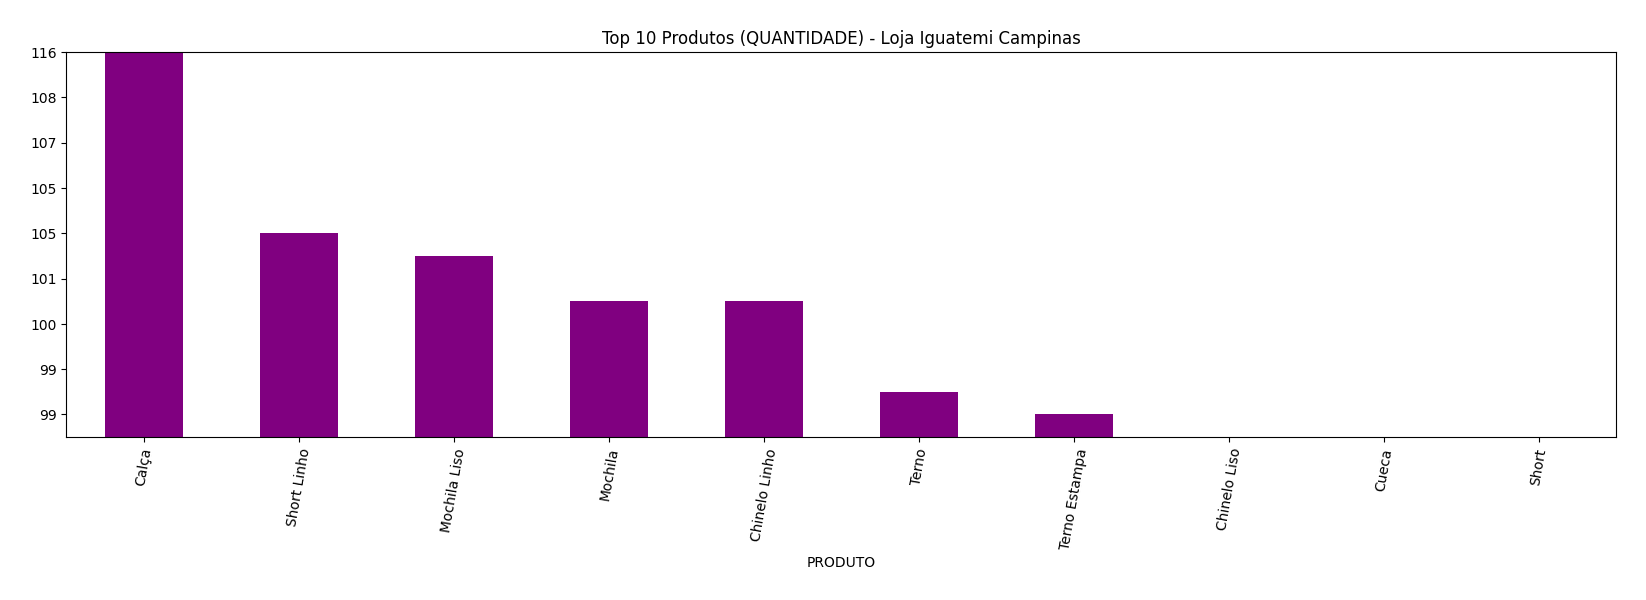 Top 10 Produtos (QUANTIDADE) - Loja Iguatemi Campinas
116
108
107
105
105
101
100
99
99
Calça
Short Linho
Mochila Liso
Mochila
Chinelo Linho
Terno
Terno Estampa
Chinelo Liso
Cueca
Short
PRODUTO